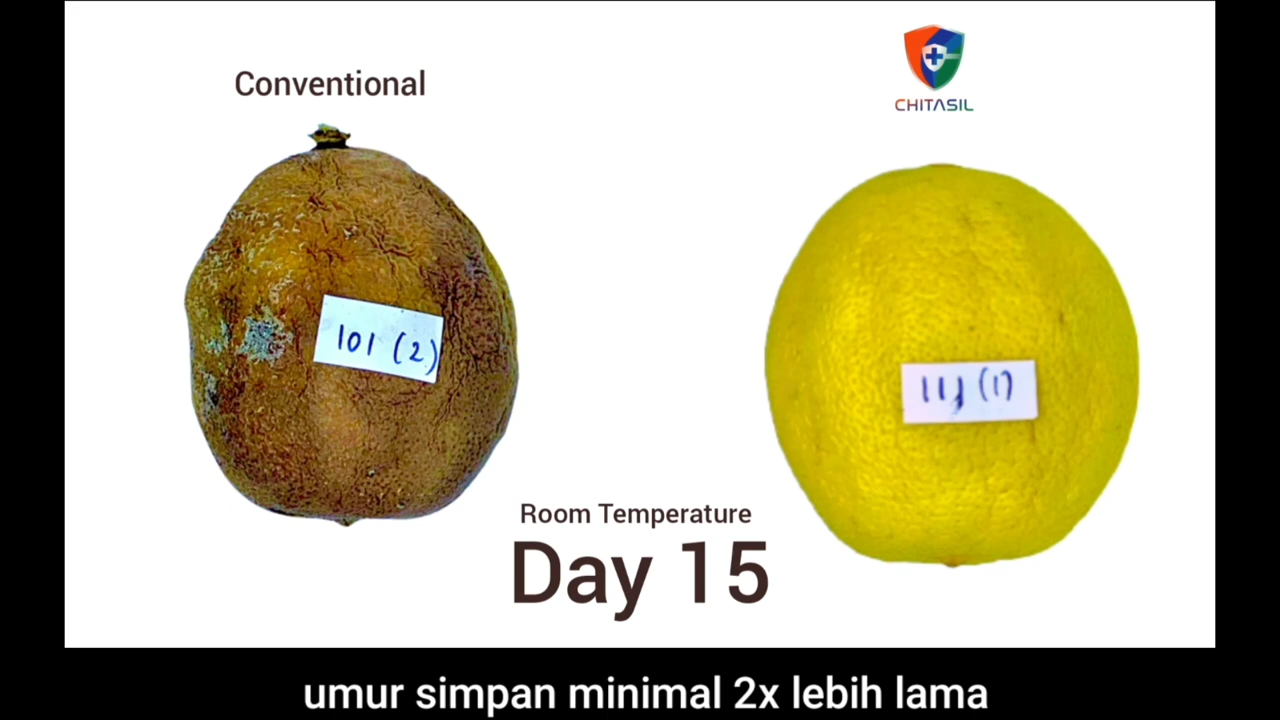 Conventional
CHITASIL
101 (2)
Room Temperature
Day 15
umur simpan minimal 2x lebih lama